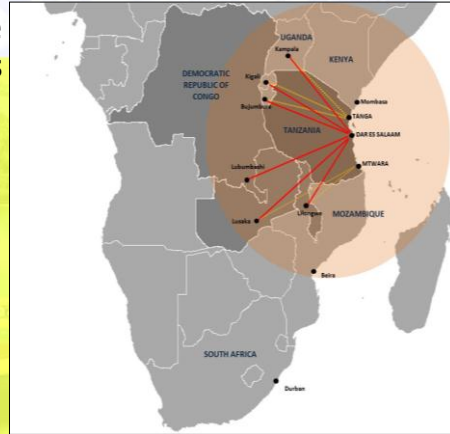 UGANDA
Kampala
KENYA
Kigali
DEMOCRATIC
REPUBLIC OF
CONGO
Bujumbura
Mombasa
TANGA
TANZANIA
DAR ES SALAAM
MTWARA
Lubumbashi
Lilongwe
Lusaka
MOZAMBIQUE
Beira
SOUTH AFRICA
Durban